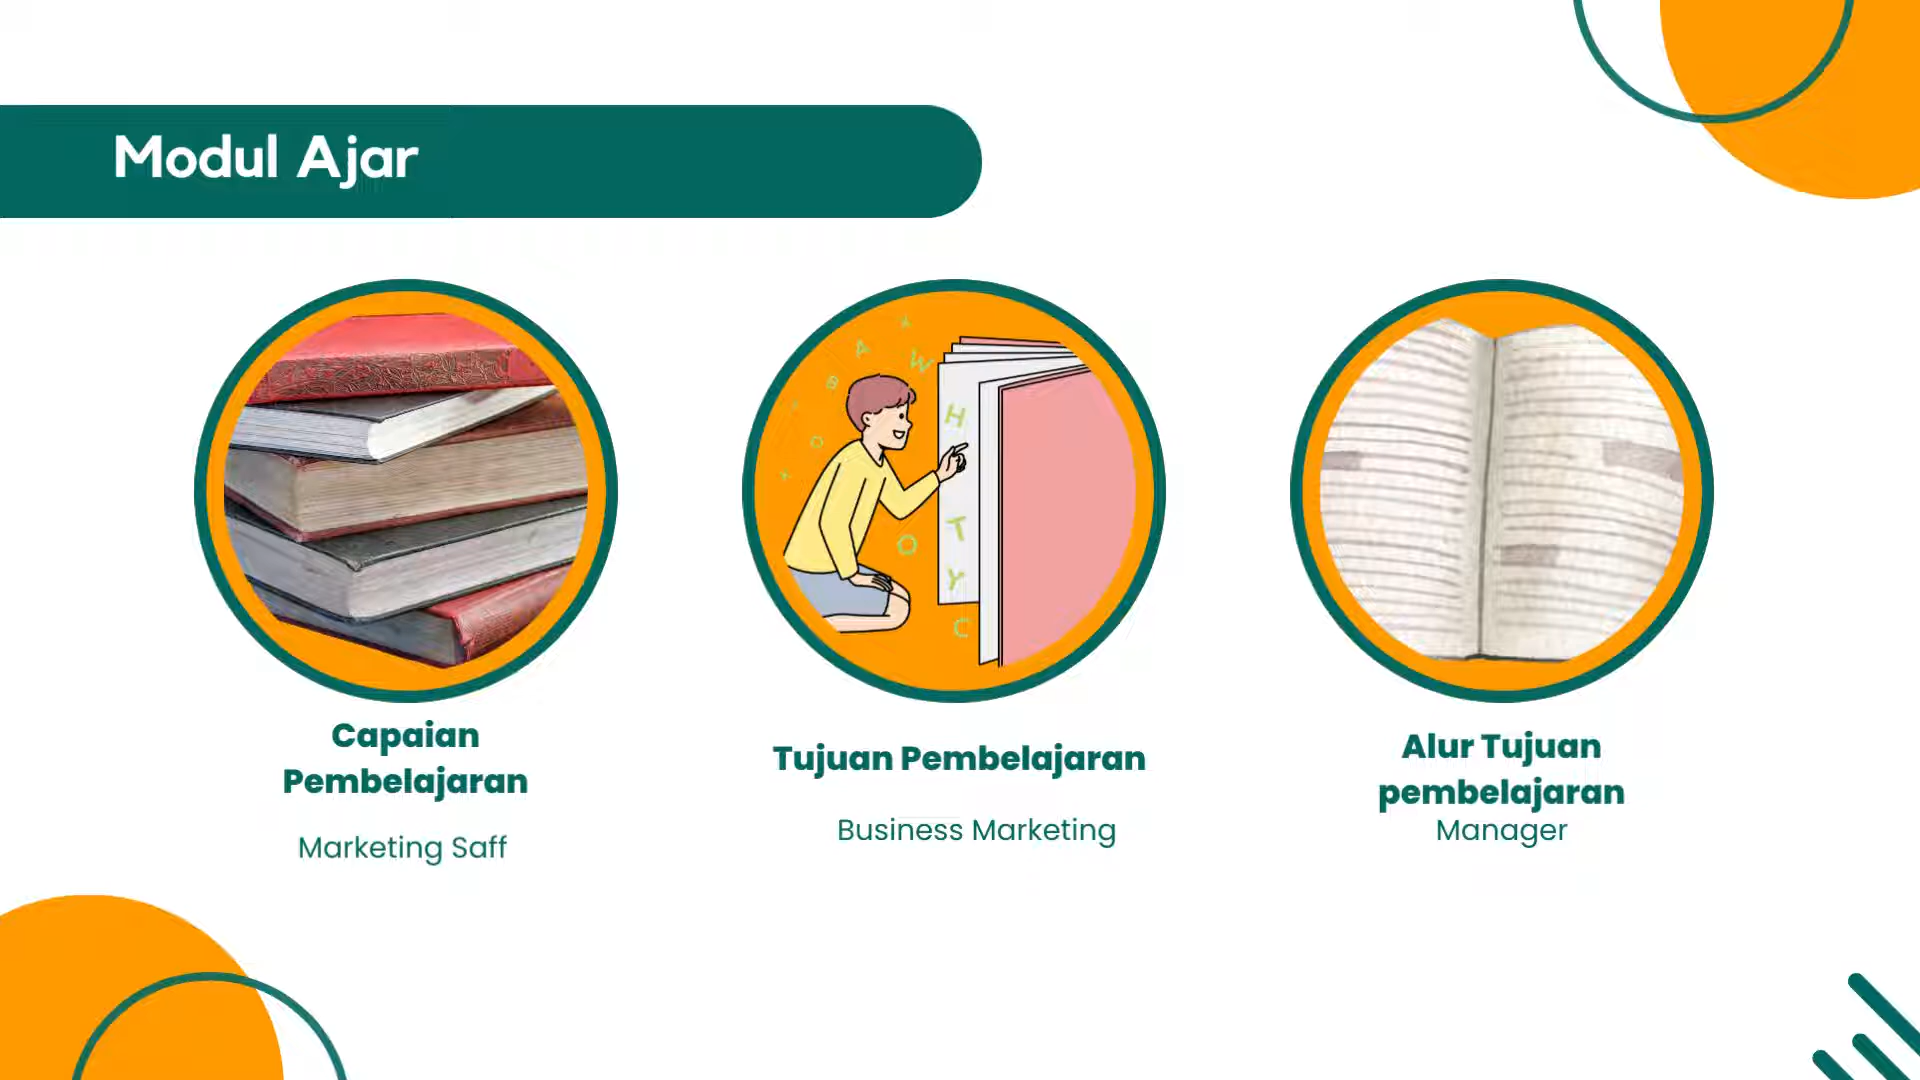 Modul Ajar
Capaian
Pembelajaran
Marketing Saff
Tujuan Pembelajaran
Business Marketing
Alur Tujuan
pembelajaran
Manager
A
W
B
H
O
T
O
Y
C